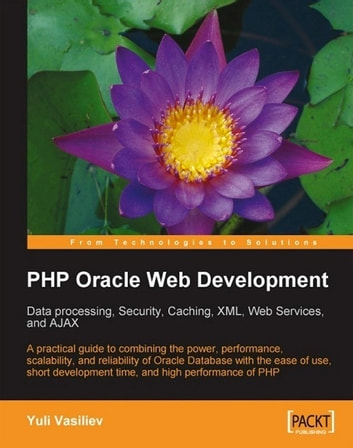 From Technologies to Solutions
PHP Oracle Web Development
Data processing, Security, Caching, XML, Web Services,
and AJAX
A practical guide to combining the power, performance,
scalability, and reliability of Oracle Database with the ease of use,
short development time, and high performance of PHP
Yuli Vasiliev
PACKT
PUBLISHING